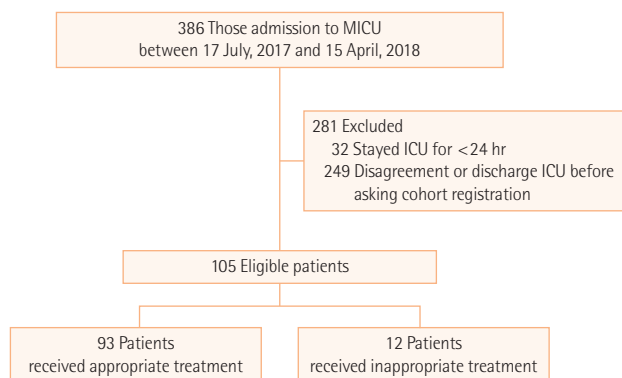 386 Those admission to MICU
between 17 July, 2017 and 15 April, 2018
281 Excluded
32 Stayed ICU for <24 hr
249 Disagreement or discharge ICU before
asking cohort registration
105 Eligible patients
93 Patients
received appropriate treatment
12 Patients
received inappropriate treatment